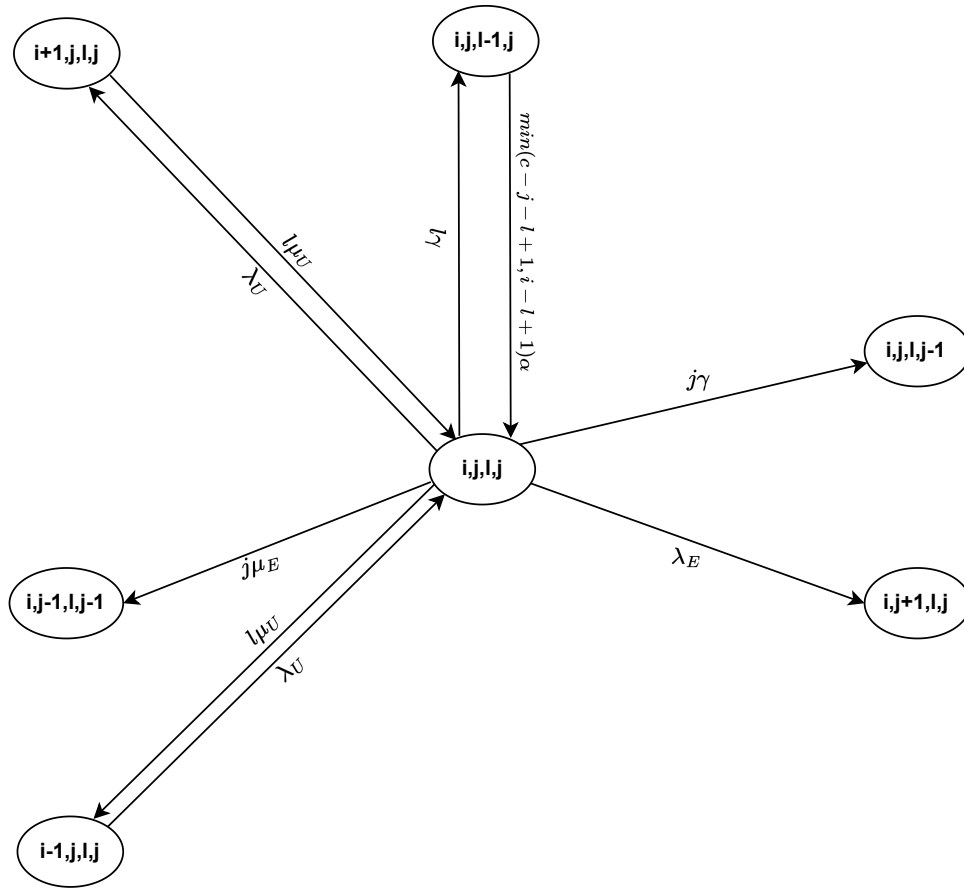 i+1,j,l,j
i,j,l-1,j
min(c − j − l + 1, i − l + 1)α
lγ
lμ_U
λ_U
i,j,l,j-1
jγ
i,j,l,j
λ_E
jμ_E
i,j-1,l,j-1
i,j+1,l,j
lμ_U
λ_U
i-1,j,l,j